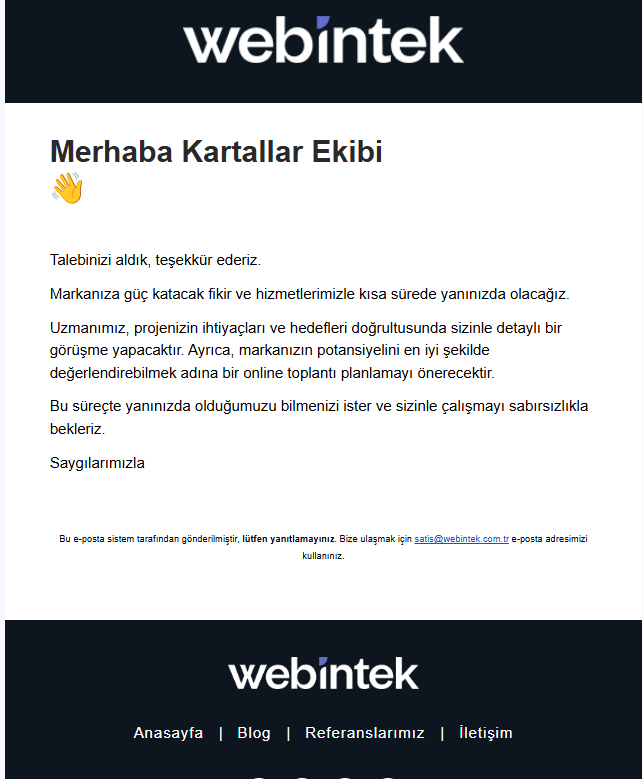 webintek
Merhaba Kartallar Ekibi
👋
Talebinizi aldık, teşekkür ederiz.
Markanıza güç katacak fikir ve hizmetlerimizle kısa sürede yanınızda olacağız.
Uzmanımız, projenizin ihtiyaçları ve hedefleri doğrultusunda sizinle detaylı bir
görüşme yapacaktır. Ayrıca, markanızın potansiyelini en iyi şekilde
değerlendirebilmek adına bir online toplantı planlamayı önerecektir.
Bu süreçte yanınızda olduğumuzu bilmenizi ister ve sizinle çalışmayı sabırsızlıkla
bekleriz.
Saygılarımızla
Bu e-posta sistem tarafından gönderilmiştir, lütfen yanıtlamayınız. Bize ulaşmak için satis@webintek.com.tr e-posta adresimizi
kullanınız.
webintek
Anasayfa | Blog | Referanslarımız | İletişim